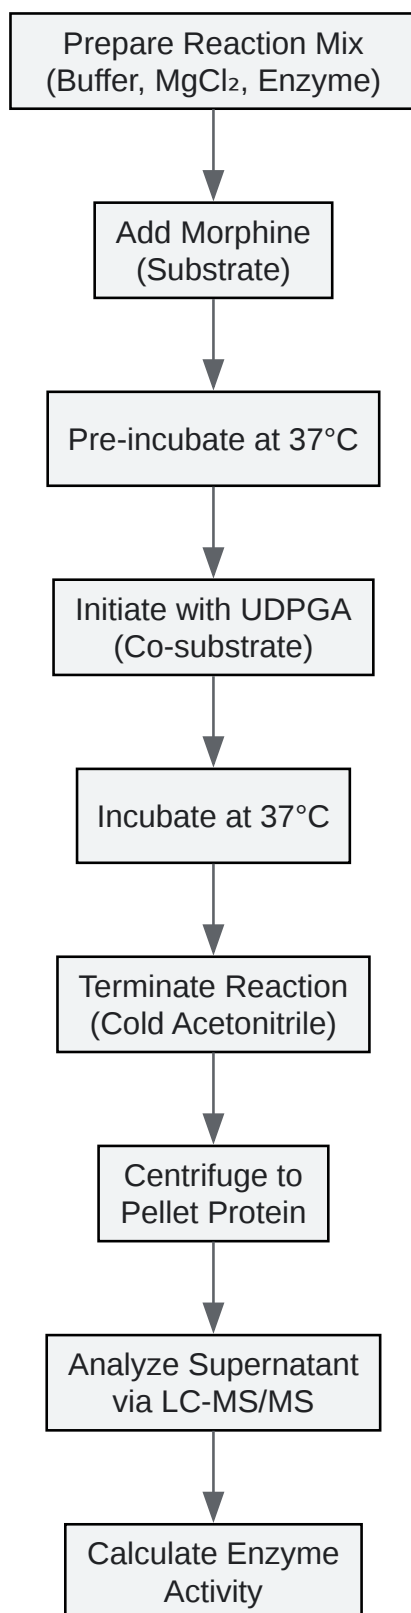 Prepare Reaction Mix
(Buffer, MgCl₂, Enzyme)
Add Morphine
(Substrate)
Pre-incubate at 37°C
Initiate with UDPGA
(Co-substrate)
Incubate at 37°C
Terminate Reaction
(Cold Acetonitrile)
Centrifuge to
Pellet Protein
Analyze Supernatant
via LC-MS/MS
Calculate Enzyme
Activity